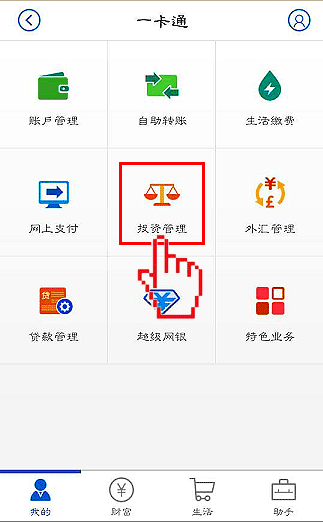 一卡通
账户管理 自助转账 生活缴费
网上支付 投资管理 外汇管理
贷
贷款管理 超级网银 特色业务
我的 财富 生活 助手